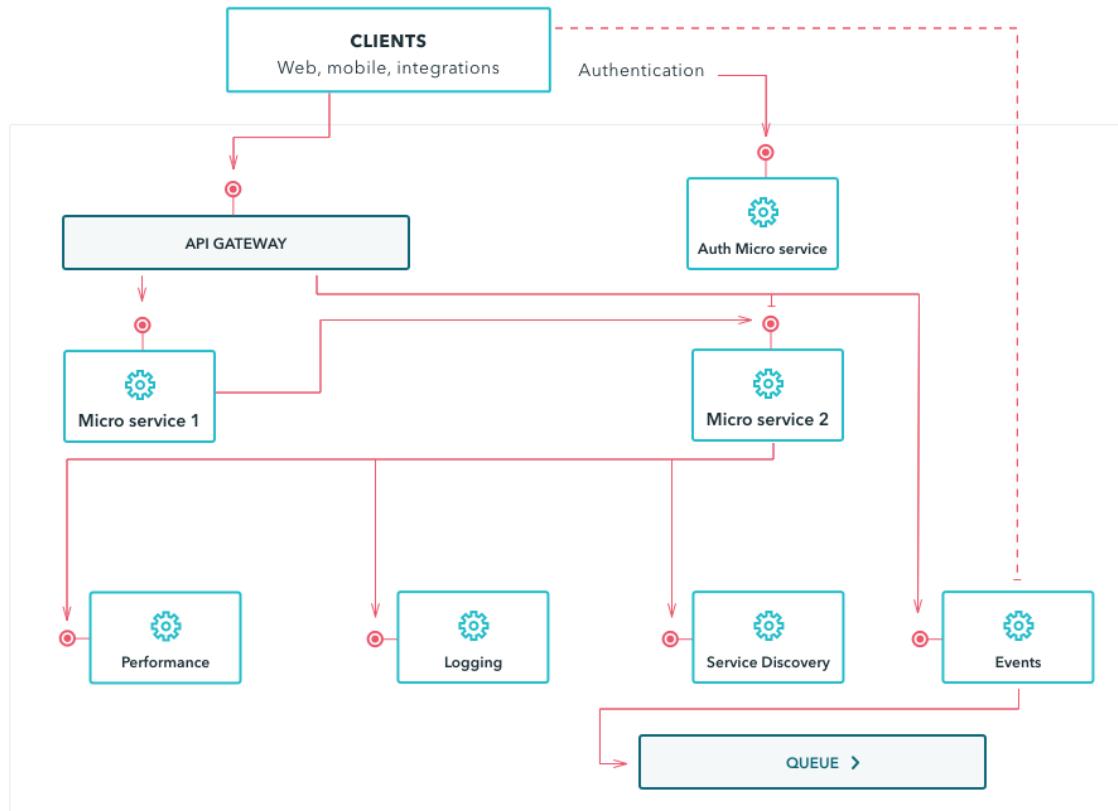 CLIENTS
Web, mobile, integrations
Authentication
API GATEWAY
Auth Micro service
Micro service 1
Micro service 2
Performance
Logging
Service Discovery
Events
QUEUE